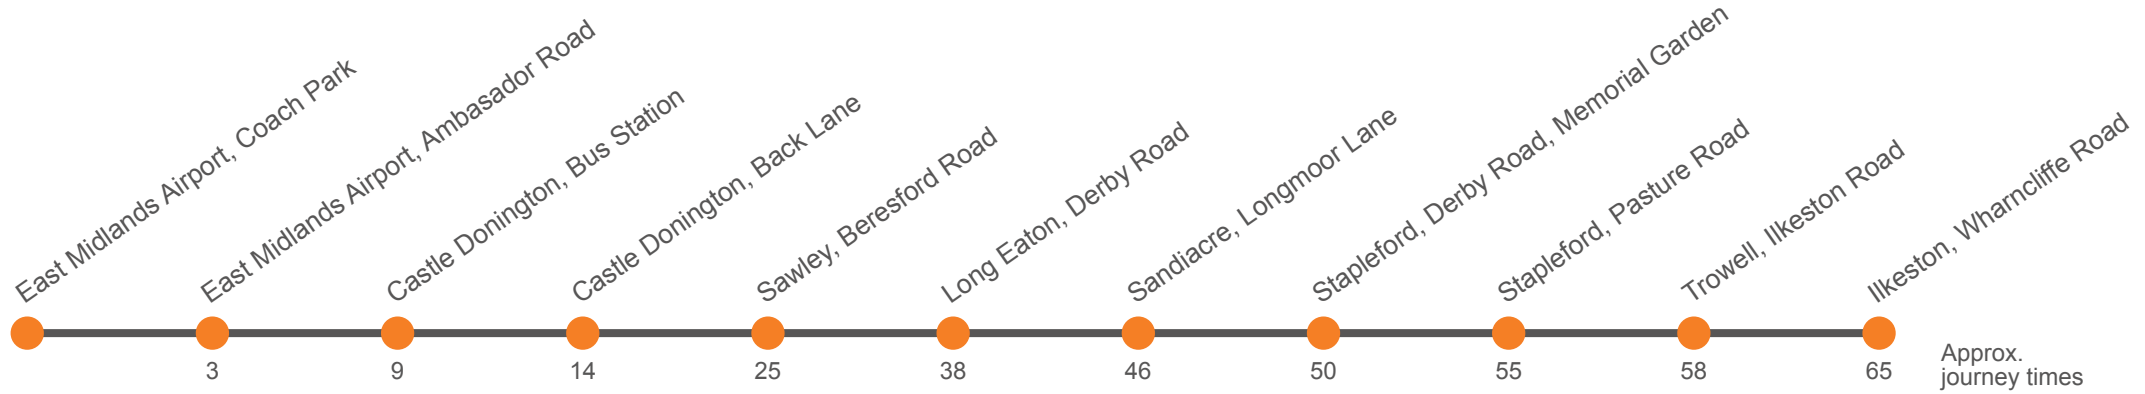 East Midlands Airport, Coach Park
East Midlands Airport, Ambasador Road
Castle Donington, Bus Station
Castle Donington, Back Lane
Sawley, Beresford Road
Long Eaton, Derby Road
Sandiacre, Longmoor Lane
Stapleford, Derby Road, Memorial Garden
Stapleford, Pasture Road
Trowell, Ilkeston Road
Ilkeston, Wharncliffe Road
3
9
14
25
38
46
50
55
58
65
Approx.
journey times